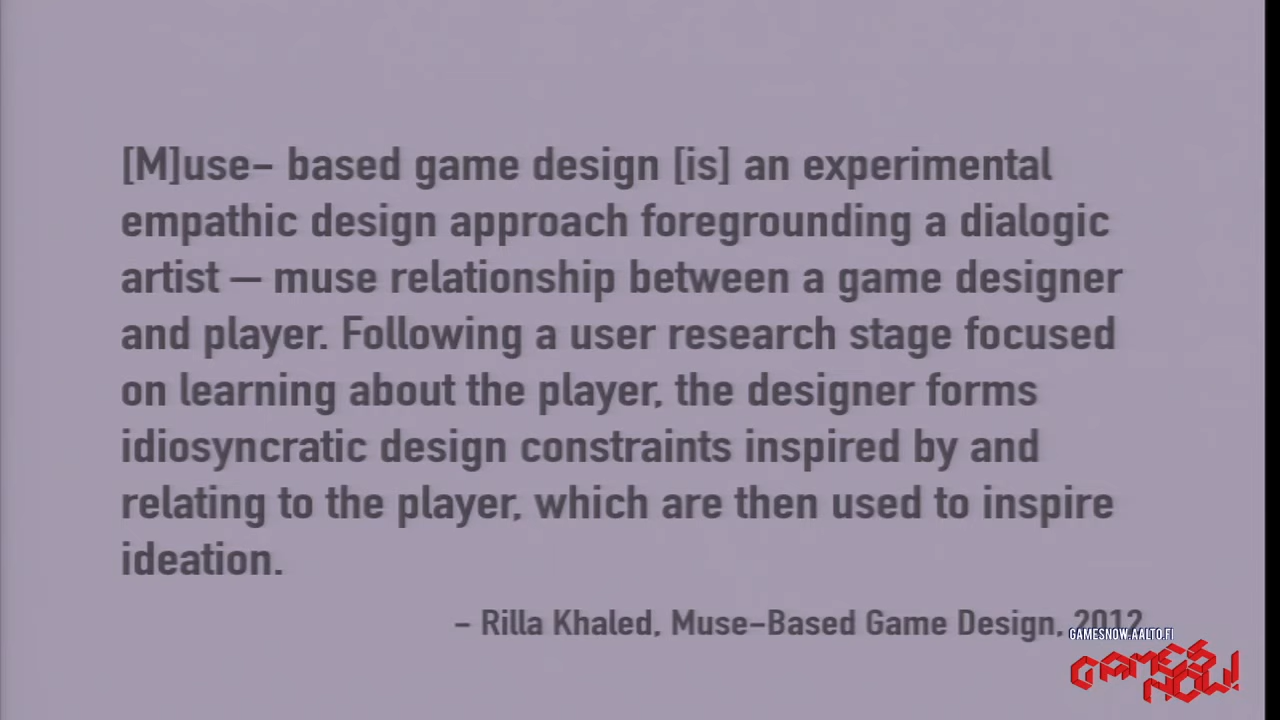 [M]use– based game design [is] an experimental
empathic design approach foregrounding a dialogic
artist — muse relationship between a game designer
and player. Following a user research stage focused
on learning about the player, the designer forms
idiosyncratic design constraints inspired by and
relating to the player, which are then used to inspire
ideation.
– Rilla Khaled, Muse–Based Game Design, 2012
GAMESNOW.AALTO.FI
GAMES
NOW!